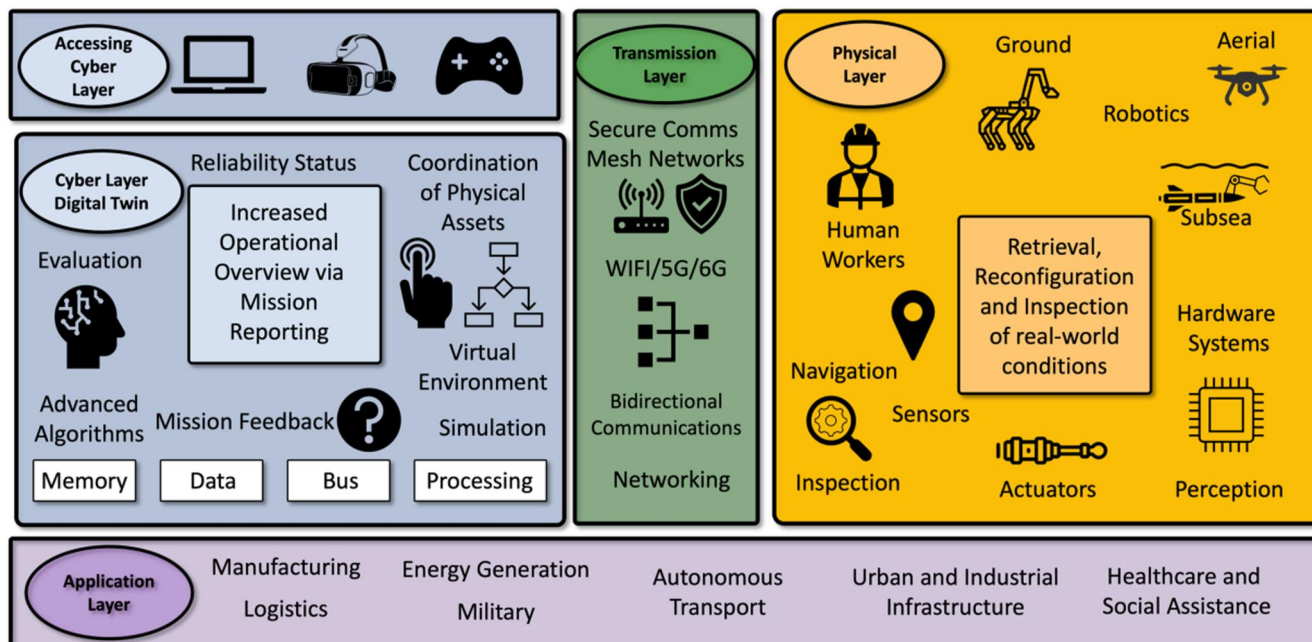 Accessing
Cyber
Layer
Cyber Layer
Digital Twin
Reliability Status
Increased
Operational
Overview via
Mission
Reporting
Coordination
of Physical
Assets
Evaluation
Virtual
Environment
Advanced
Algorithms
Mission Feedback
?
Simulation
Memory
Data
Bus
Processing
Transmission
Layer
Secure Comms
Mesh Networks
WIFI/5G/6G
Bidirectional
Communications
Networking
Physical
Layer
Ground
Aerial
Robotics
Subsea
Human
Workers
Retrieval,
Reconfiguration
and Inspection
of real-world
conditions
Hardware
Systems
Navigation
Sensors
Inspection
Actuators
Perception
Application
Layer
Manufacturing
Logistics
Energy Generation
Military
Autonomous
Transport
Urban and Industrial
Infrastructure
Healthcare and
Social Assistance